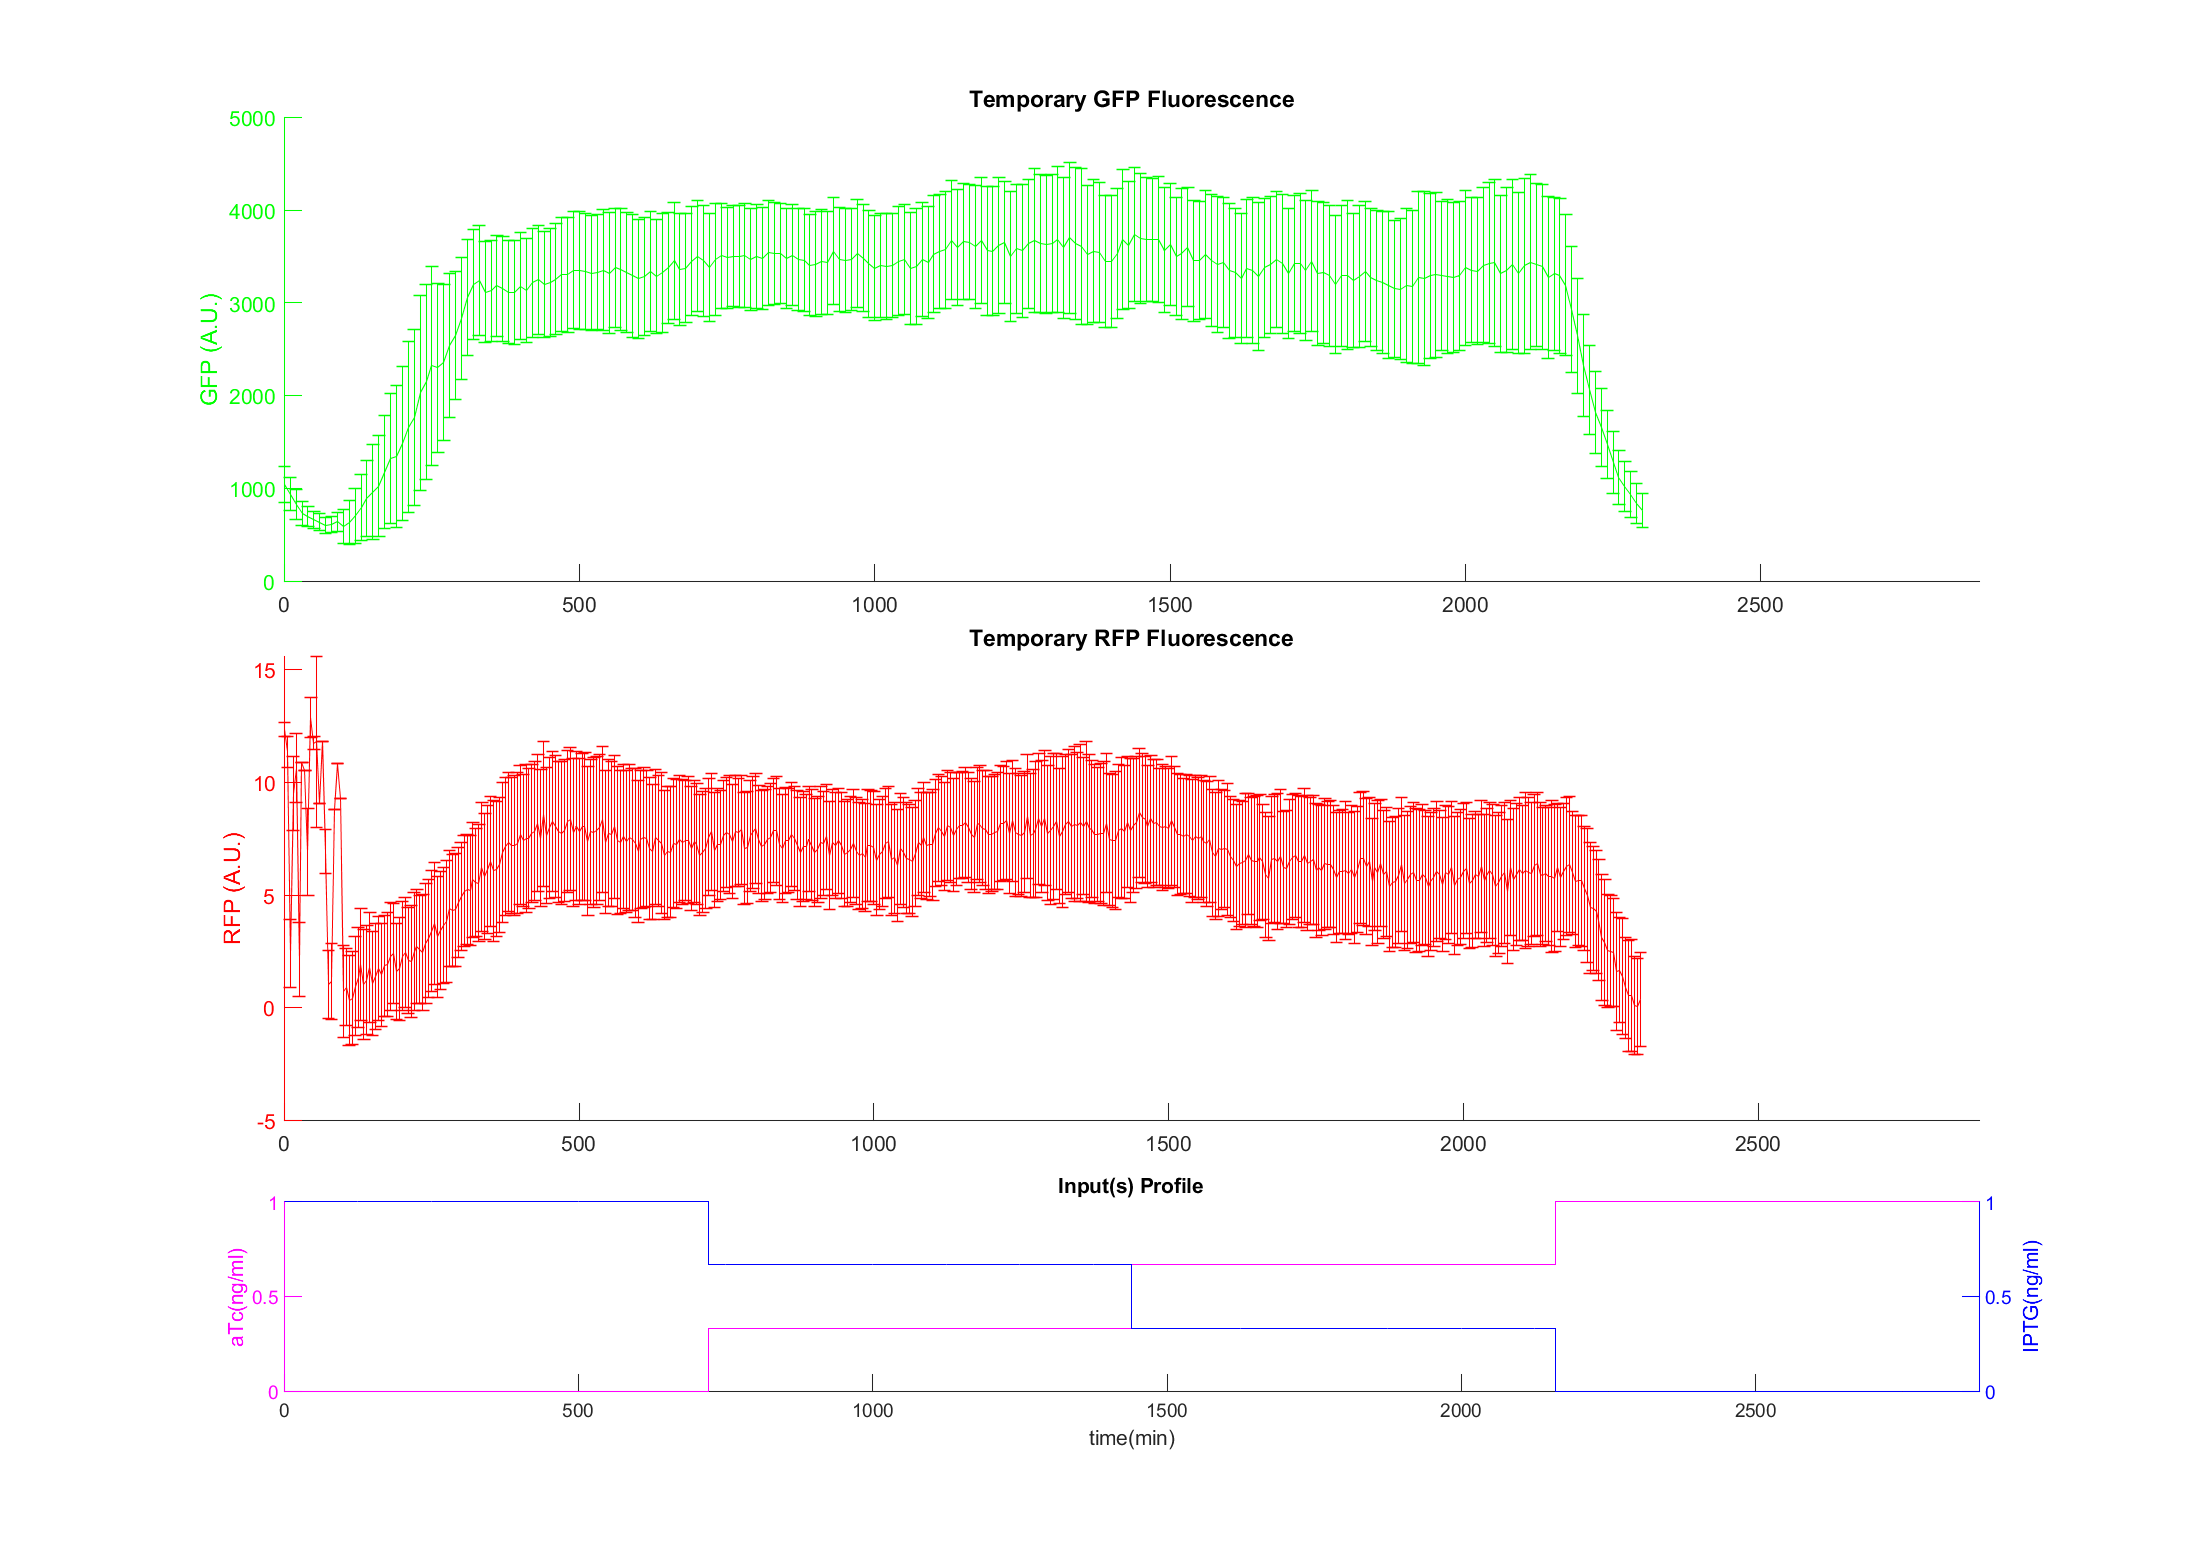 Temporary GFP Fluorescence
5000
4000
3000
2000
1000
0
GFP (A.U.)
0 500 1000 1500 2000 2500
Temporary RFP Fluorescence
15
10
5
0
-5
RFP (A.U.)
0 500 1000 1500 2000 2500
Input(s) Profile
1
0.5
0
aTc(ng/ml)
1
0.5
0
IPTG(ng/ml)
0 500 1000 1500 2000 2500
time(min)